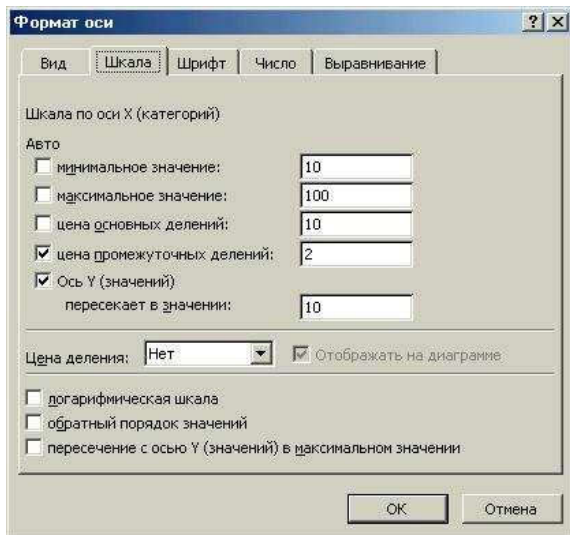 Формат оси
Вид Шкала Шрифт Число Выравнивание
Шкала по оси X (категорий)
Авто
минимальное значение: 10
максимальное значение: 100
цена основных делений: 10
цена промежуточных делений: 2
Ось Y (значений)
пересекает в значении: 10
Цена деления: Нет Отображать на диаграмме
логарифмическая шкала
обратный порядок значений
пересечение с осью Y (значений) в максимальном значении
ОК Отмена